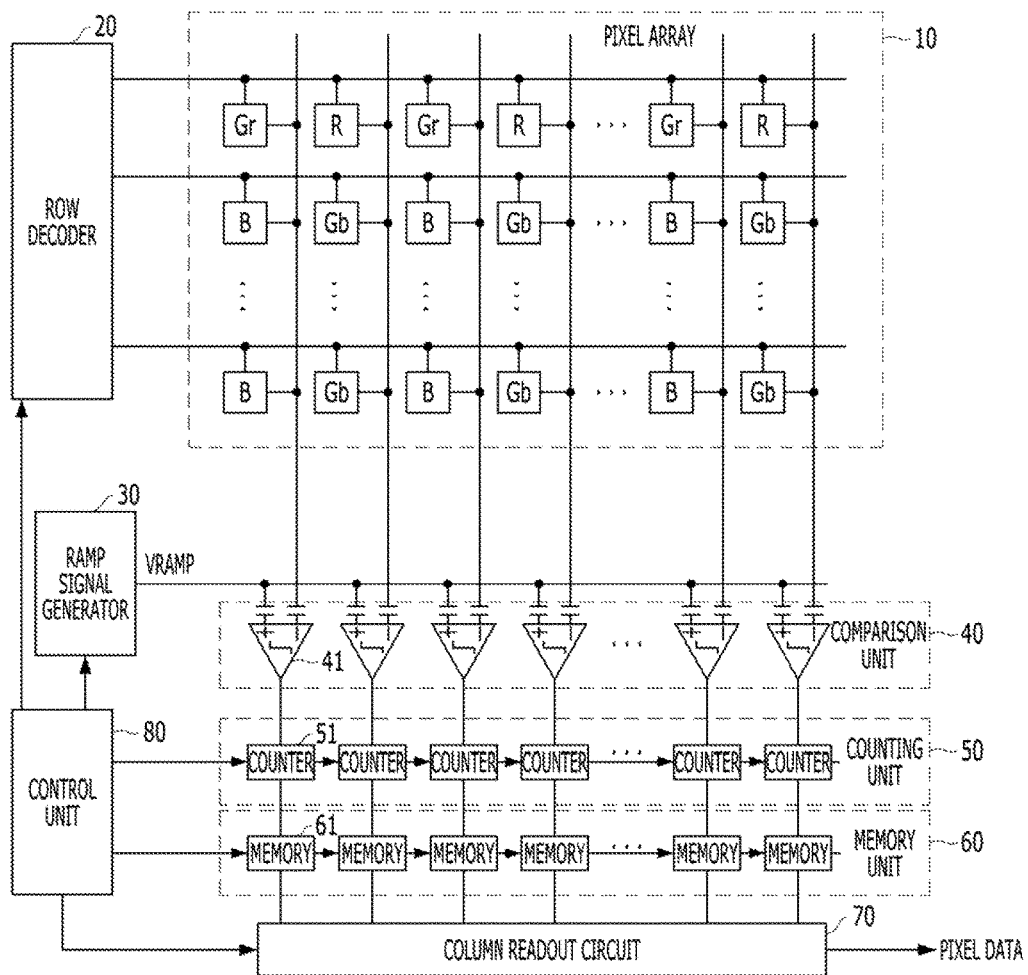 20
PIXEL ARRAY
10
Gr R Gr R ... Gr R
ROW
DECODER
B Gb B Gb ... B Gb
B Gb B Gb ... B Gb
30
RAMP
SIGNAL
GENERATOR
VRAMP
41
COMPARISON
UNIT
40
80
CONTROL
UNIT
51
COUNTER COUNTER COUNTER COUNTER ... COUNTER COUNTER
COUNTING
UNIT
50
61
MEMORY MEMORY MEMORY MEMORY ... MEMORY MEMORY
MEMORY
UNIT
60
70
COLUMN READOUT CIRCUIT
PIXEL DATA